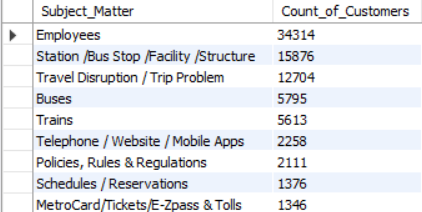 Subject_Matter Count_of_Customers
Employees 34314
Station /Bus Stop /Facility /Structure 15876
Travel Disruption / Trip Problem 12704
Buses 5795
Trains 5613
Telephone / Website / Mobile Apps 2258
Policies, Rules & Regulations 2111
Schedules / Reservations 1376
MetroCard/Tickets/E-Zpass & Tolls 1346